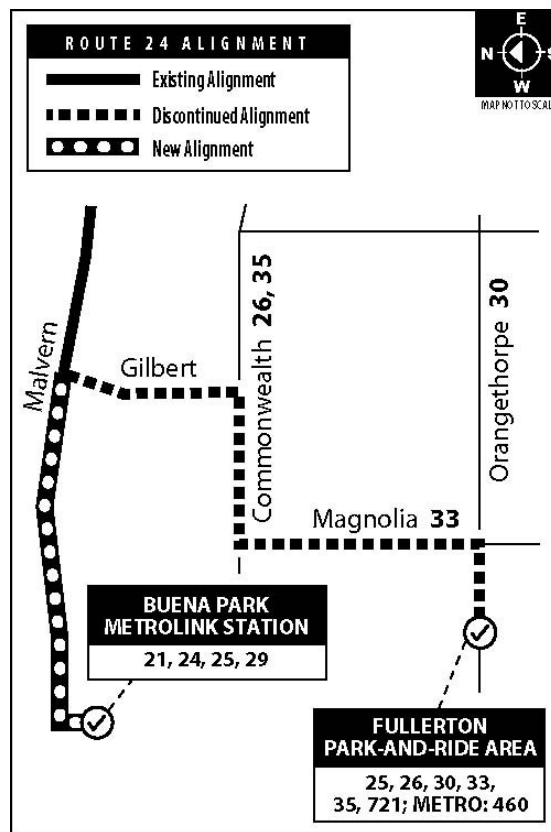 ROUTE 24 ALIGNMENT
Existing Alignment
Discontinued Alignment
New Alignment
E
N S
W
MAP NOT TO SCAL
Malvern
Gilbert
Commonwealth 26, 35
Orangethorpe 30
Magnolia 33
BUENA PARK
METROLINK STATION
21, 24, 25, 29
FULLERTON
PARK-AND-RIDE AREA
25, 26, 30, 33,
35, 721; METRO: 460